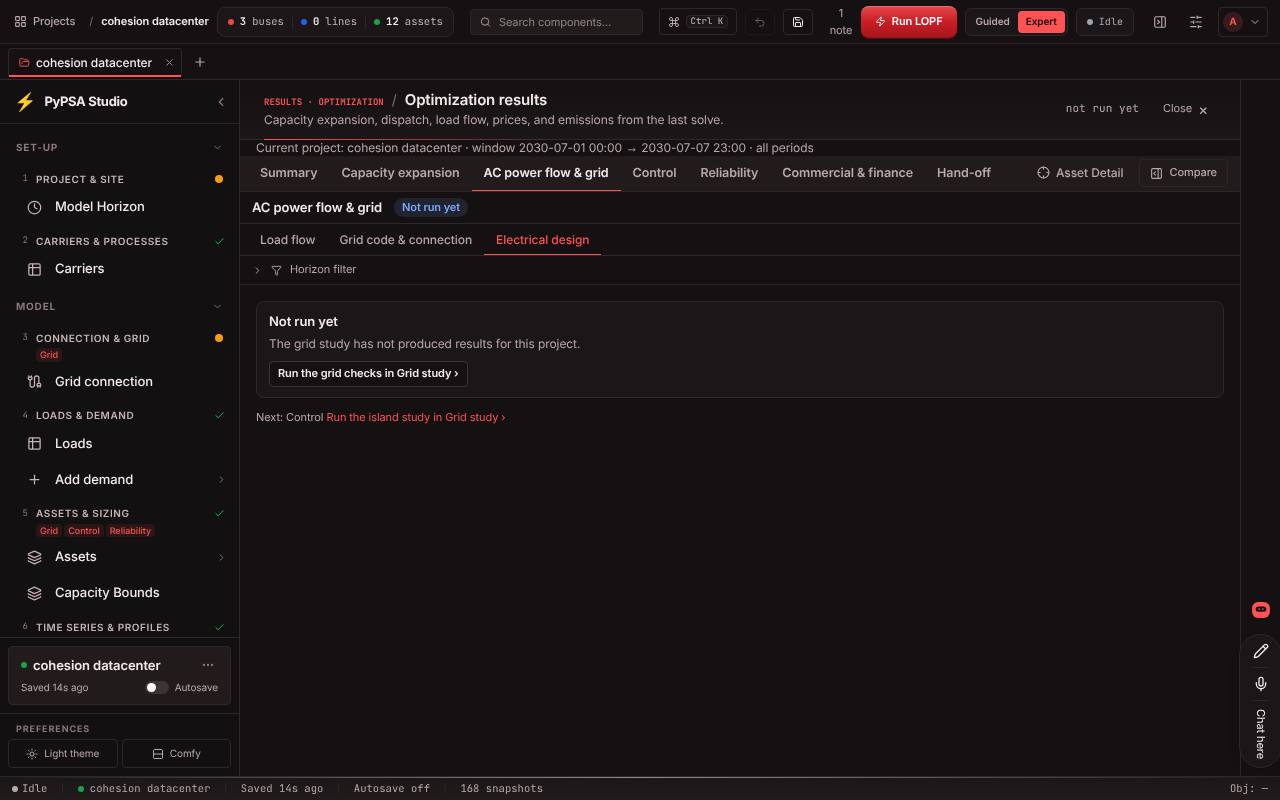 Projects / cohesion datacenter 3 buses 0 lines 12 assets Search components... ⌘ Ctrl K 1 note Run LOPF Guided Expert Idle A
cohesion datacenter × +
⚡ PyPSA Studio
SET-UP
1 PROJECT & SITE
Model Horizon
2 CARRIERS & PROCESSES
Carriers
MODEL
3 CONNECTION & GRID
Grid
Grid connection
4 LOADS & DEMAND
Loads
Add demand
5 ASSETS & SIZING
Grid Control Reliability
Assets
Capacity Bounds
6 TIME SERIES & PROFILES
cohesion datacenter ...
Saved 14s ago Autosave
PREFERENCES
Light theme Comfy
RESULTS · OPTIMIZATION / Optimization results
Capacity expansion, dispatch, load flow, prices, and emissions from the last solve.
not run yet Close ×
Current project: cohesion datacenter · window 2030-07-01 00:00 → 2030-07-07 23:00 · all periods
Summary Capacity expansion AC power flow & grid Control Reliability Commercial & finance Hand-off Asset Detail Compare
AC power flow & grid Not run yet
Load flow Grid code & connection Electrical design
Horizon filter
Not run yet
The grid study has not produced results for this project.
Run the grid checks in Grid study ›
Next: Control Run the island study in Grid study ›
Chat here
Idle cohesion datacenter Saved 14s ago Autosave off 168 snapshots Obj: —